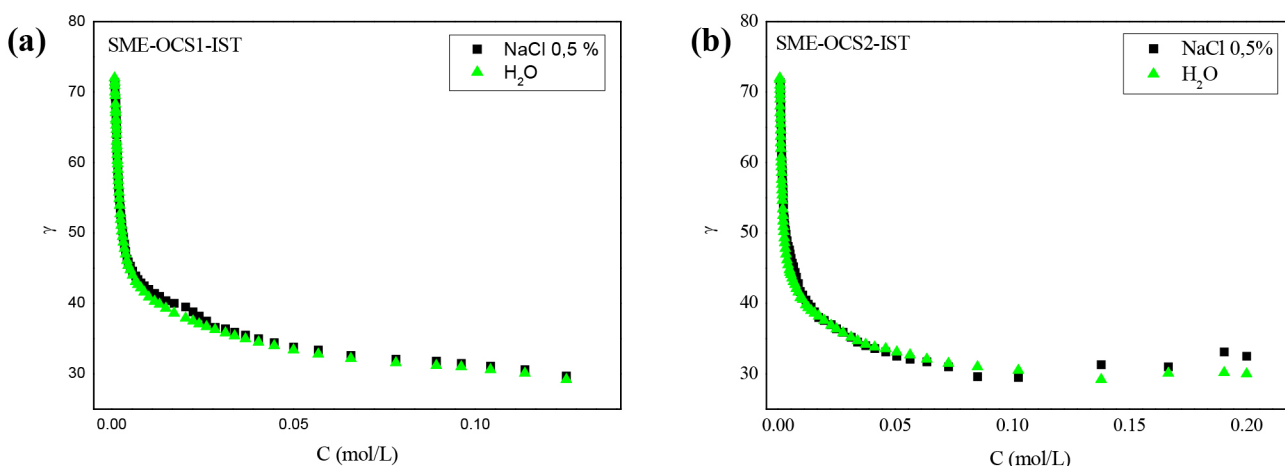 (a)
SME-OCS1-IST
NaCl 0,5 %
H₂O
80
70
60
50
40
30
γ
0.00
0.05
0.10
C (mol/L)
(b)
SME-OCS2-IST
NaCl 0,5%
H₂O
80
70
60
50
40
30
γ
0.00
0.05
0.10
0.15
0.20
C (mol/L)